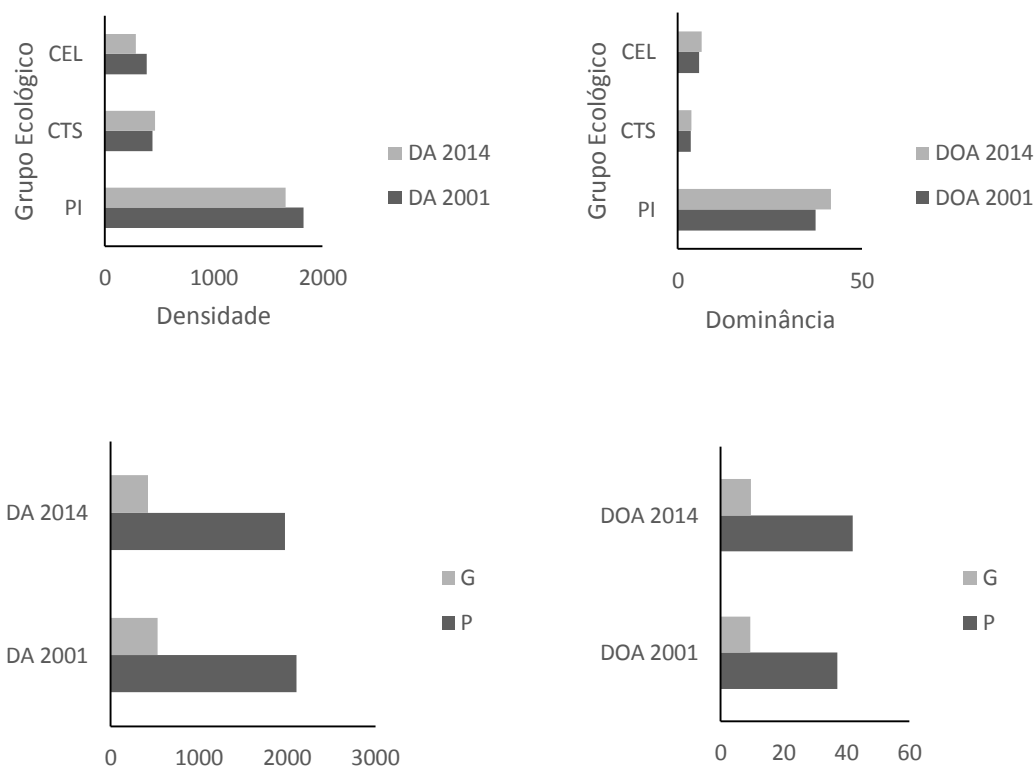 Grupo Ecológico
CEL
CTS
PI
0 1000 2000
Densidade
DA 2014
DA 2001
Grupo Ecológico
CEL
CTS
PI
0 50
Dominância
DOA 2014
DOA 2001
DA 2014
DA 2001
0 1000 2000 3000
G
P
DOA 2014
DOA 2001
0 20 40 60
G
P